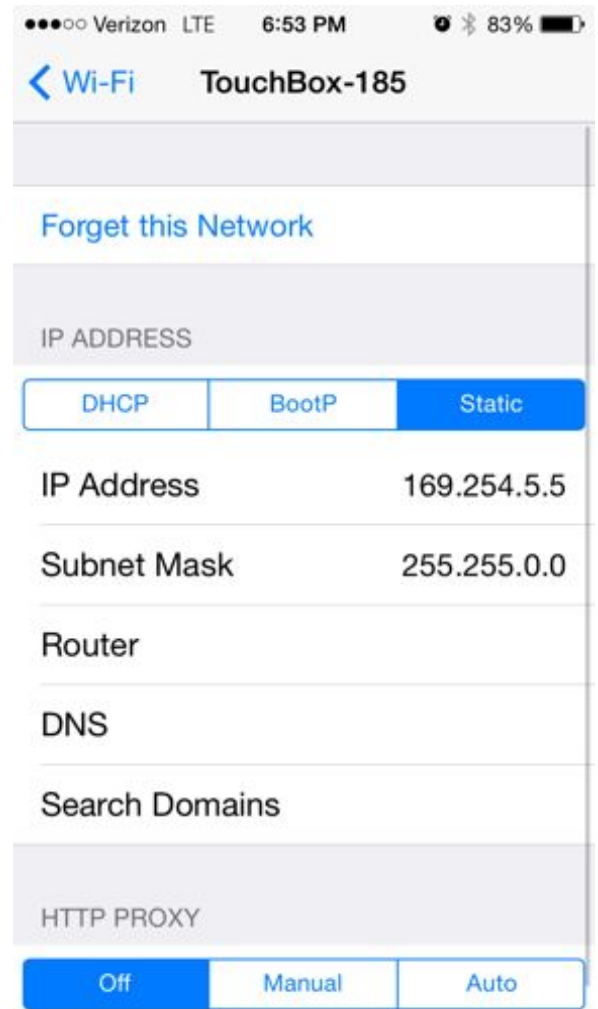 Verizon LTE 6:53 PM 83%
Wi-Fi TouchBox-185
Forget this Network
IP ADDRESS
DHCP BootP Static
IP Address 169.254.5.5
Subnet Mask 255.255.0.0
Router
DNS
Search Domains
HTTP PROXY
Off Manual Auto